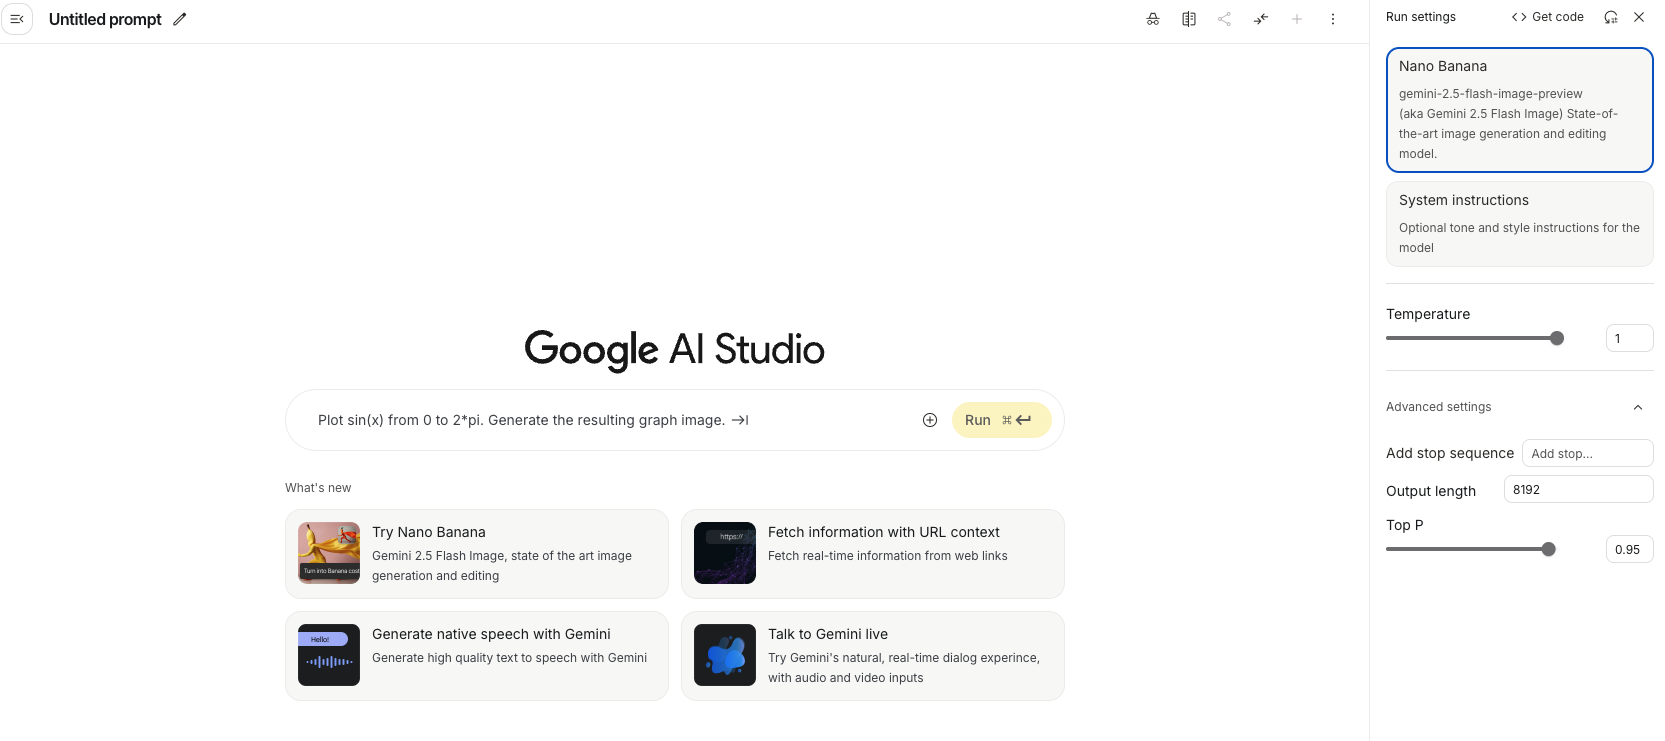 Untitled prompt
Google AI Studio
Plot sin(x) from 0 to 2*pi. Generate the resulting graph image.
Run ⌘
What's new
Try Nano Banana
Gemini 2.5 Flash Image, state of the art image
generation and editing
Turn into Banana cost
Fetch information with URL context
Fetch real-time information from web links
https://
Generate native speech with Gemini
Generate high quality text to speech with Gemini
Hello!
Talk to Gemini live
Try Gemini's natural, real-time dialog experince,
with audio and video inputs
Run settings
<> Get code
Nano Banana
gemini-2.5-flash-image-preview
(aka Gemini 2.5 Flash Image) State-of-
the-art image generation and editing
model.
System instructions
Optional tone and style instructions for the
model
Temperature
1
Advanced settings
Add stop sequence
Add stop...
Output length
8192
Top P
0.95